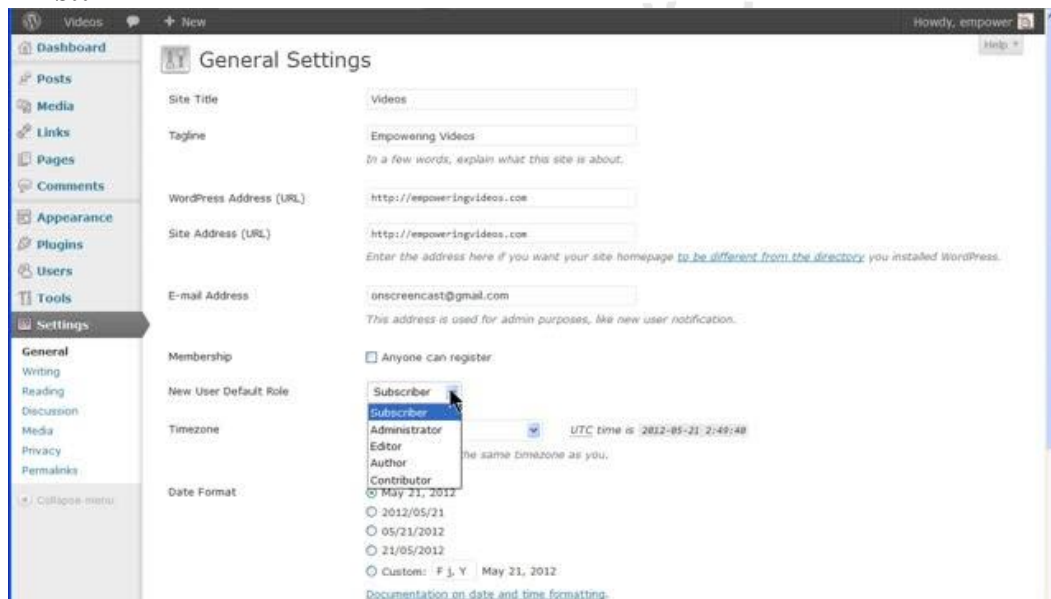 Videos
+ New
Howdy, empower
Help
Dashboard
Posts
Media
Links
Pages
Comments
Appearance
Plugins
Users
Tools
Settings
General
Writing
Reading
Discussion
Media
Privacy
Permalinks
Collapse menu
General Settings
Site Title
Videos
Tagline
Empowering Videos
In a few words, explain what this site is about.
WordPress Address (URL)
http://empoweringvideos.com
Site Address (URL)
http://empoweringvideos.com
Enter the address here if you want your site homepage to be different from the directory you installed WordPress.
E-mail Address
onscreencast@gmail.com
This address is used for admin purposes, like new user notification.
Membership
Anyone can register
New User Default Role
Subscriber
Subscriber
Administrator
Editor
Author
Contributor
Timezone
UTC time is 2012-05-21 2:49:40
the same timezone as you.
Date Format
May 21, 2012
2012/05/21
05/21/2012
21/05/2012
Custom: F j, Y May 21, 2012
Documentation on date and time formatting.